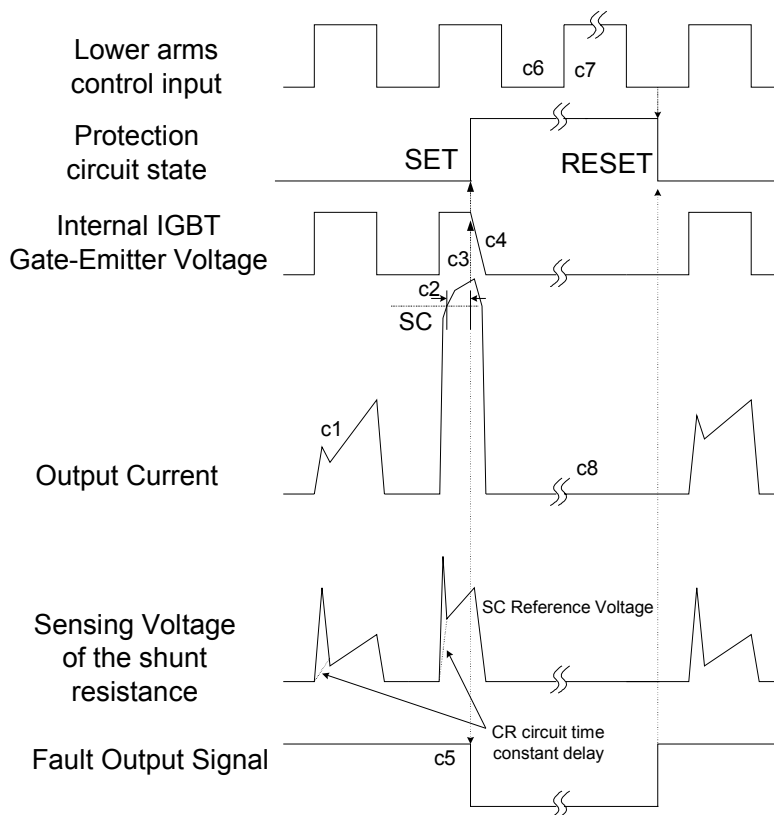 Lower arms
control input
c6
c7
Protection
circuit state
SET
RESET
Internal IGBT
Gate-Emitter Voltage
c4
c3
c2
SC
c1
Output Current
c8
SC Reference Voltage
Sensing Voltage
of the shunt
resistance
CR circuit time
constant delay
Fault Output Signal
c5